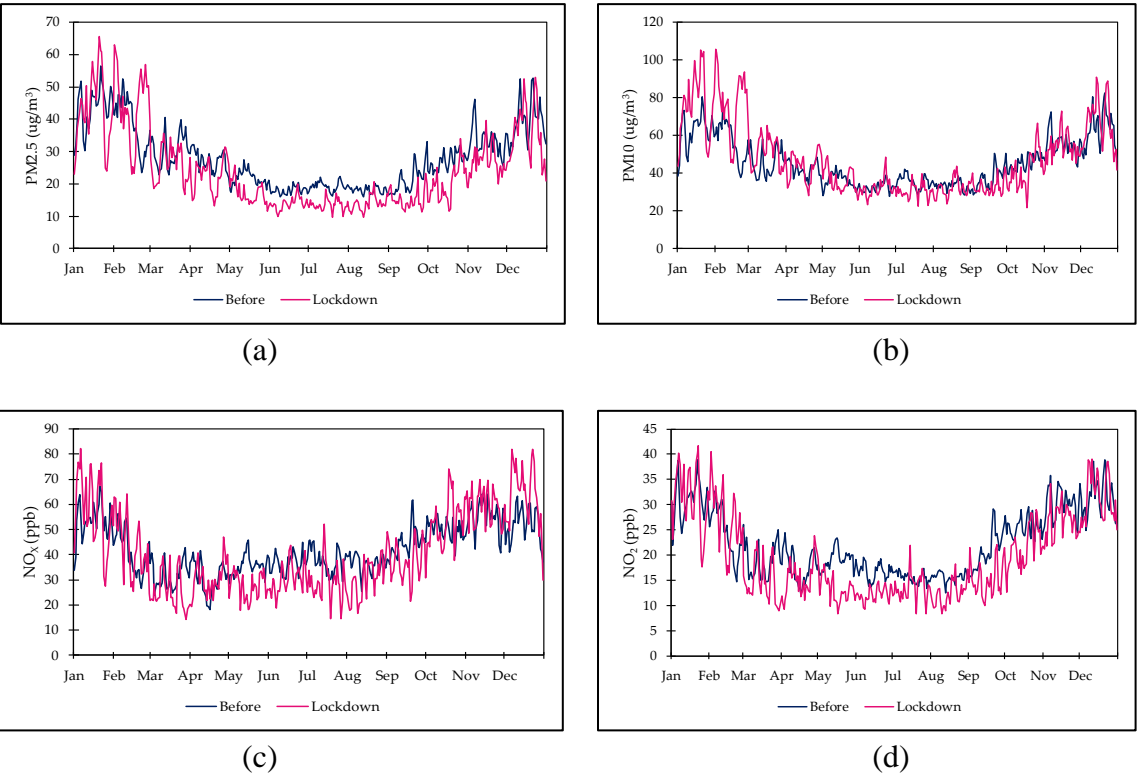 70
60
50
40
30
20
10
0
PM2.5 (ug/m³)
Jan Feb Mar Apr May Jun Jul Aug Sep Oct Nov Dec
Before Lockdown
(a)
120
100
80
60
40
20
0
PM10 (ug/m³)
Jan Feb Mar Apr May Jun Jul Aug Sep Oct Nov Dec
Before Lockdown
(b)
90
80
70
60
50
40
30
20
10
0
NOX (ppb)
Jan Feb Mar Apr May Jun Jul Aug Sep Oct Nov Dec
Before Lockdown
(c)
45
40
35
30
25
20
15
10
5
0
NO₂ (ppb)
Jan Feb Mar Apr May Jun Jul Aug Sep Oct Nov Dec
Before Lockdown
(d)